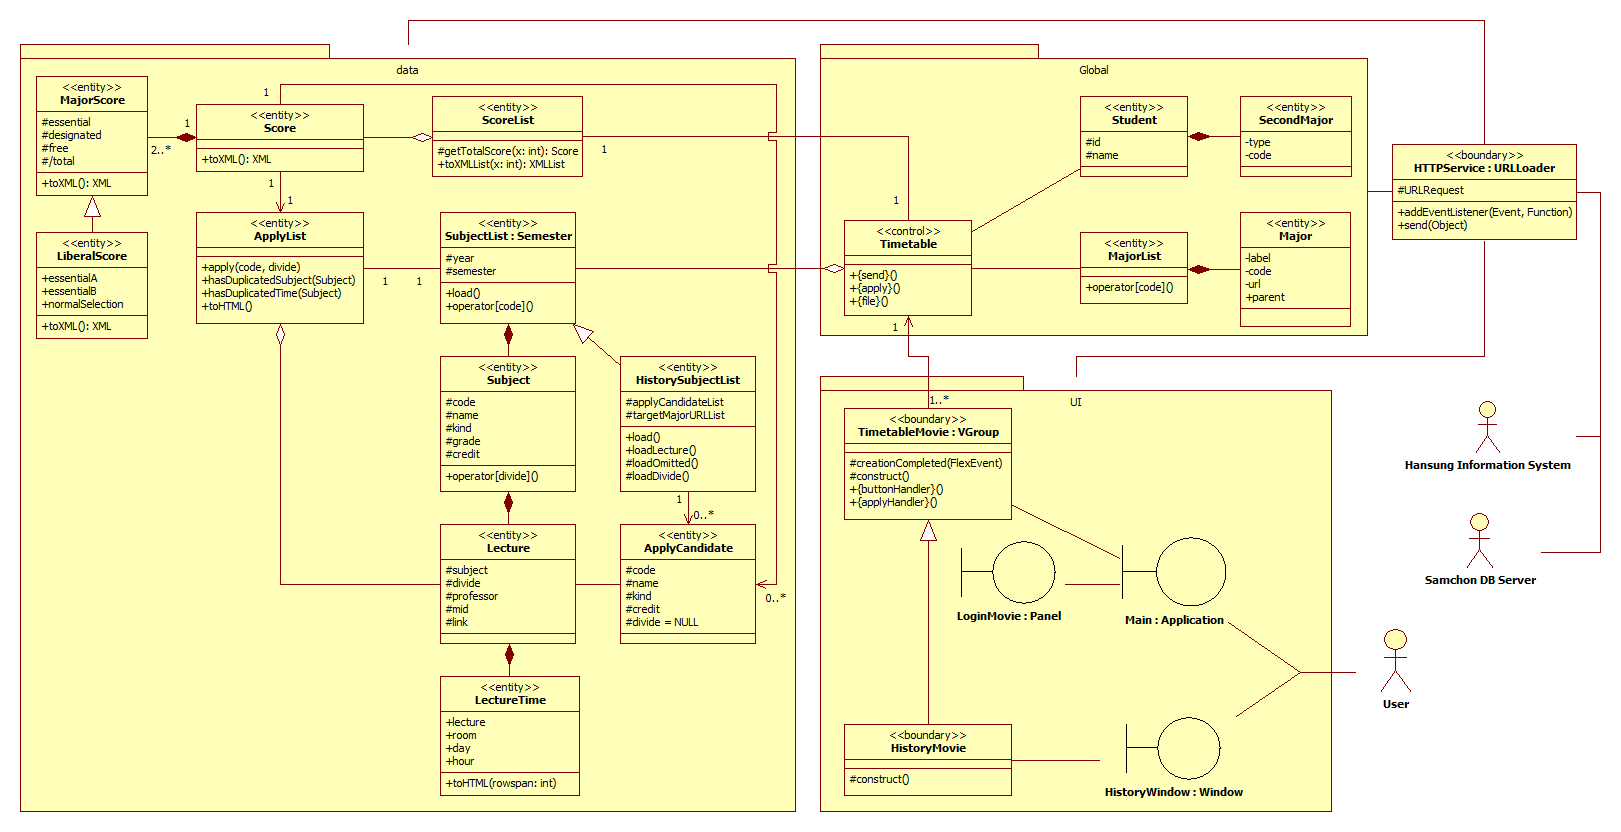 data
<<entity>>
MajorScore
#essential
#designated
#free
#/total
+toXML(): XML
1
2..*
<<entity>>
LiberalScore
+essentialA
+essentialB
+normalSelection
+toXML(): XML
1
<<entity>>
Score
+toXML(): XML
1
1
<<entity>>
ScoreList
#getTotalScore(x: int): Score
+toXMLList(x: int): XMLList
1
1
<<entity>>
ApplyList
+apply(code, divide)
+hasDuplicatedSubject(Subject)
+hasDuplicatedTime(Subject)
+toHTML()
1
1
<<entity>>
SubjectList : Semester
#year
#semester
+load()
+operator[code]()
<<entity>>
Subject
#code
#name
#kind
#grade
#credit
+operator[divide]()
<<entity>>
HistorySubjectList
#applyCandidateList
#targetMajorURLList
+load()
+loadLecture()
#loadOmitted()
#loadDivide()
1
0..*
<<entity>>
Lecture
#subject
#divide
#professor
#mid
#link
<<entity>>
ApplyCandidate
#code
#name
#kind
#credit
#divide = NULL
0..*
<<entity>>
LectureTime
+lecture
+room
+day
+hour
+toHTML(rowspan: int)
Global
<<entity>>
Student
#id
#name
<<entity>>
SecondMajor
-type
-code
<<control>>
Timetable
+{send}()
+{apply}()
+{file}()
1
<<entity>>
MajorList
+operator[code]()
<<entity>>
Major
-label
-code
-url
+parent
<<boundary>>
HTTPService : URLLoader
#URLRequest
+addEventListener(Event, Function)
+send(Object)
UI
1..*
<<boundary>>
TimetableMovie : VGroup
#creationCompleted(FlexEvent)
#construct()
+{buttonHandler}()
+{applyHandler}()
LoginMovie : Panel
Main : Application
<<boundary>>
HistoryMovie
#construct()
HistoryWindow : Window
Hansung Information System
Samchon DB Server
User